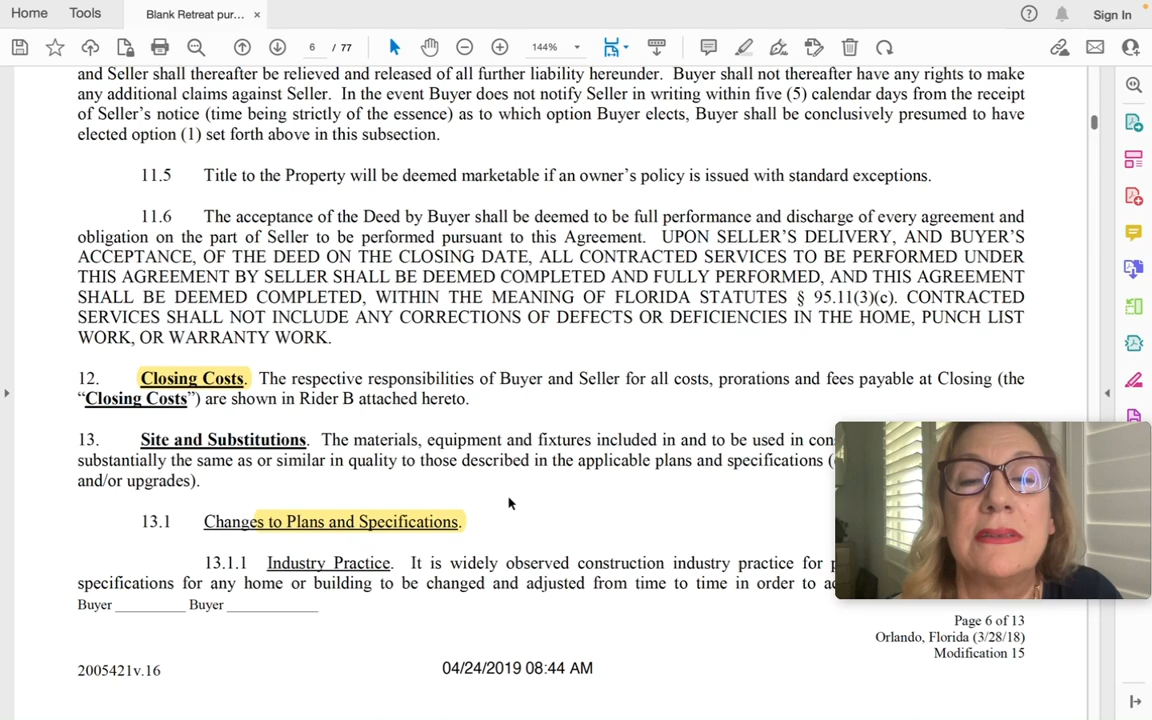 Home Tools Blank Retreat pur... × Sign In
6 / 77 144%
and Seller shall thereafter be relieved and released of all further liability hereunder. Buyer shall not thereafter have any rights to make
any additional claims against Seller. In the event Buyer does not notify Seller in writing within five (5) calendar days from the receipt
of Seller’s notice (time being strictly of the essence) as to which option Buyer elects, Buyer shall be conclusively presumed to have
elected option (1) set forth above in this subsection.
11.5 Title to the Property will be deemed marketable if an owner’s policy is issued with standard exceptions.
11.6 The acceptance of the Deed by Buyer shall be deemed to be full performance and discharge of every agreement and
obligation on the part of Seller to be performed pursuant to this Agreement. UPON SELLER’S DELIVERY, AND BUYER’S
ACCEPTANCE, OF THE DEED ON THE CLOSING DATE, ALL CONTRACTED SERVICES TO BE PERFORMED UNDER
THIS AGREEMENT BY SELLER SHALL BE DEEMED COMPLETED AND FULLY PERFORMED, AND THIS AGREEMENT
SHALL BE DEEMED COMPLETED, WITHIN THE MEANING OF FLORIDA STATUTES § 95.11(3)(c). CONTRACTED
SERVICES SHALL NOT INCLUDE ANY CORRECTIONS OF DEFECTS OR DEFICIENCIES IN THE HOME, PUNCH LIST
WORK, OR WARRANTY WORK.
12. Closing Costs. The respective responsibilities of Buyer and Seller for all costs, prorations and fees payable at Closing (the
“Closing Costs”) are shown in Rider B attached hereto.
13. Site and Substitutions. The materials, equipment and fixtures included in and to be used in
substantially the same as or similar in quality to those described in the applicable plans and specifications
and/or upgrades).
13.1 Changes to Plans and Specifications.
13.1.1 Industry Practice. It is widely observed construction industry practice for
specifications for any home or building to be changed and adjusted from time to time in order to
Buyer __________ Buyer _____________
Page 6 of 13
Orlando, Florida (3/28/18)
Modification 15
2005421v.16 04/24/2019 08:44 AM